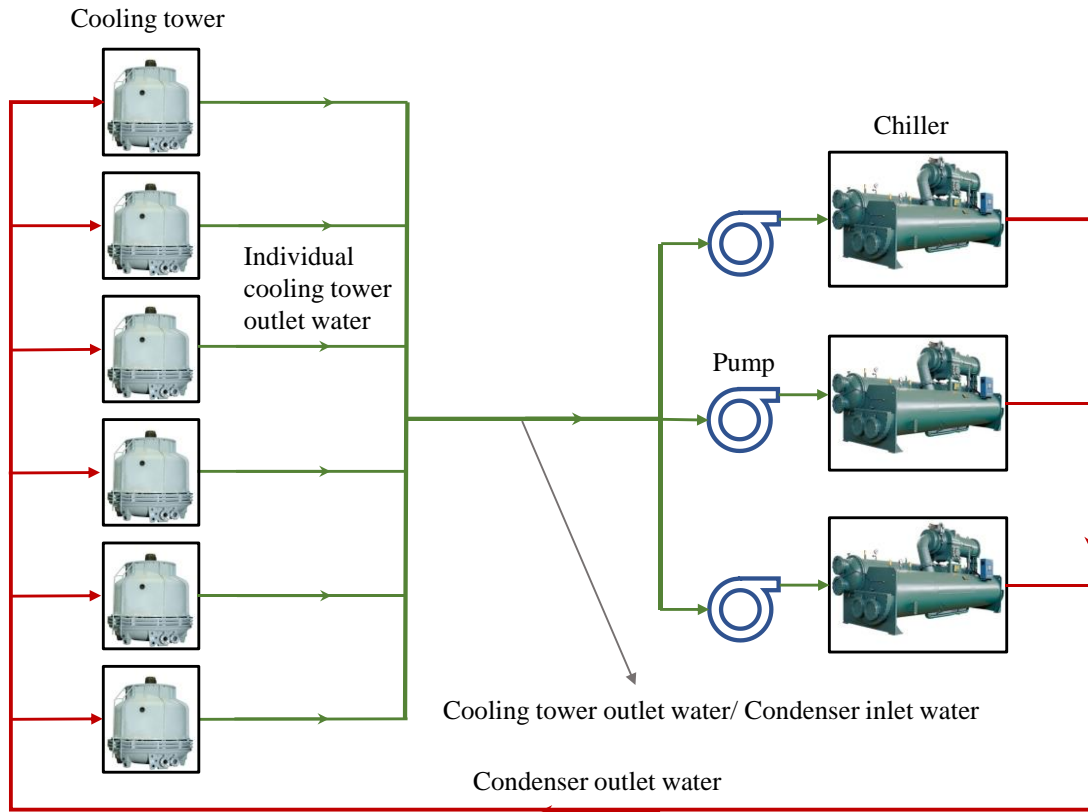 Cooling tower
Chiller
Individual
cooling tower
outlet water
Pump
Cooling tower outlet water/ Condenser inlet water
Condenser outlet water